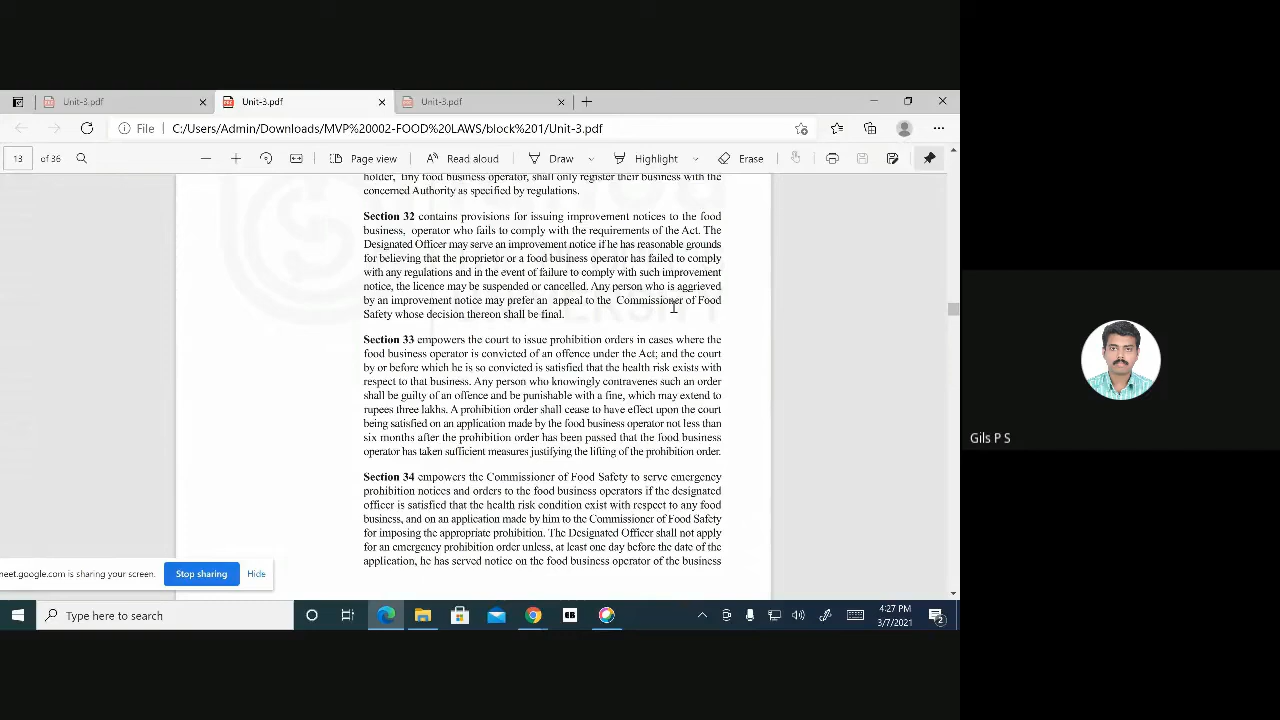 Unit-3.pdf
Unit-3.pdf
Unit-3.pdf
File
C:/Users/Admin/Downloads/MVP%20002-FOOD%20LAWS/block%201/Unit-3.pdf
13 of 36
Page view
Read aloud
Draw
Highlight
Erase
holder, tiny food business operator, shall only register their business with the
concerned Authority as specified by regulations.
Section 32 contains provisions for issuing improvement notices to the food
business, operator who fails to comply with the requirements of the Act. The
Designated Officer may serve an improvement notice if he has reasonable grounds
for believing that the proprietor or a food business operator has failed to comply
with any regulations and in the event of failure to comply with such improvement
notice, the licence may be suspended or cancelled. Any person who is aggrieved
by an improvement notice may prefer an appeal to the Commissioner of Food
Safety whose decision thereon shall be final.
Section 33 empowers the court to issue prohibition orders in cases where the
food business operator is convicted of an offence under the Act; and the court
by or before which he is so convicted is satisfied that the health risk exists with
respect to that business. Any person who knowingly contravenes such an order
shall be guilty of an offence and be punishable with a fine, which may extend to
rupees three lakhs. A prohibition order shall cease to have effect upon the court
being satisfied on an application made by the food business operator not less than
six months after the prohibition order has been passed that the food business
operator has taken sufficient measures justifying the lifting of the prohibition order.
Section 34 empowers the Commissioner of Food Safety to serve emergency
prohibition notices and orders to the food business operators if the designated
officer is satisfied that the health risk condition exist with respect to any food
business, and on an application made by him to the Commissioner of Food Safety
for imposing the appropriate prohibition. The Designated Officer shall not apply
for an emergency prohibition order unless, at least one day before the date of the
application, he has served notice on the food business operator of the business
meet.google.com is sharing your screen.
Stop sharing
Hide
Type here to search
4:27 PM
3/7/2021
2
Gils P S